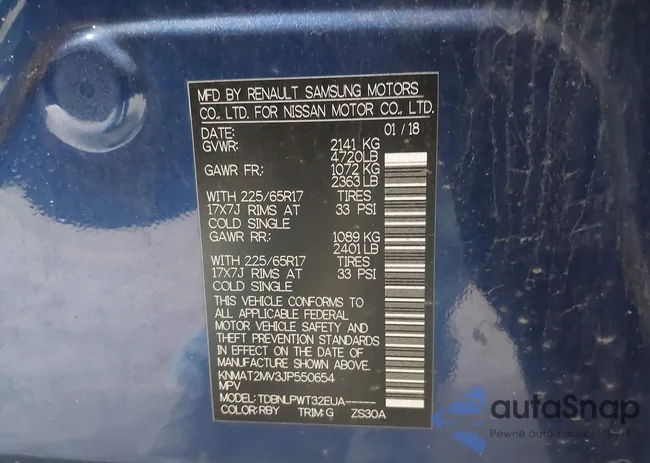 MFD BY RENAULT SAMSUNG MOTORS
CO., LTD. FOR NISSAN MOTOR CO., LTD.
DATE: 01/18
GVWR: 2141 KG
4720LB
GAWR FR: 1072 KG
2363 LB
WITH 225/65R17 TIRES
17X7J RIMS AT 33 PSI
COLD SINGLE
GAWR RR: 1089 KG
2401 LB
WITH 225/65R17 TIRES
17X7J RIMS AT 33 PSI
COLD SINGLE
THIS VEHICLE CONFORMS TO
ALL APPLICABLE FEDERAL
MOTOR VEHICLE SAFETY AND
THEFT PREVENTION STANDARDS
IN EFFECT ON THE DATE OF
MANUFACTURE SHOWN ABOVE.
KNMAT2MV3JP550654
MPV
MODEL: TDBNLPWT32EUA------
COLOR: RBY TRIM: G ZS30A
autoSnap
Pewne auto z USA i EU